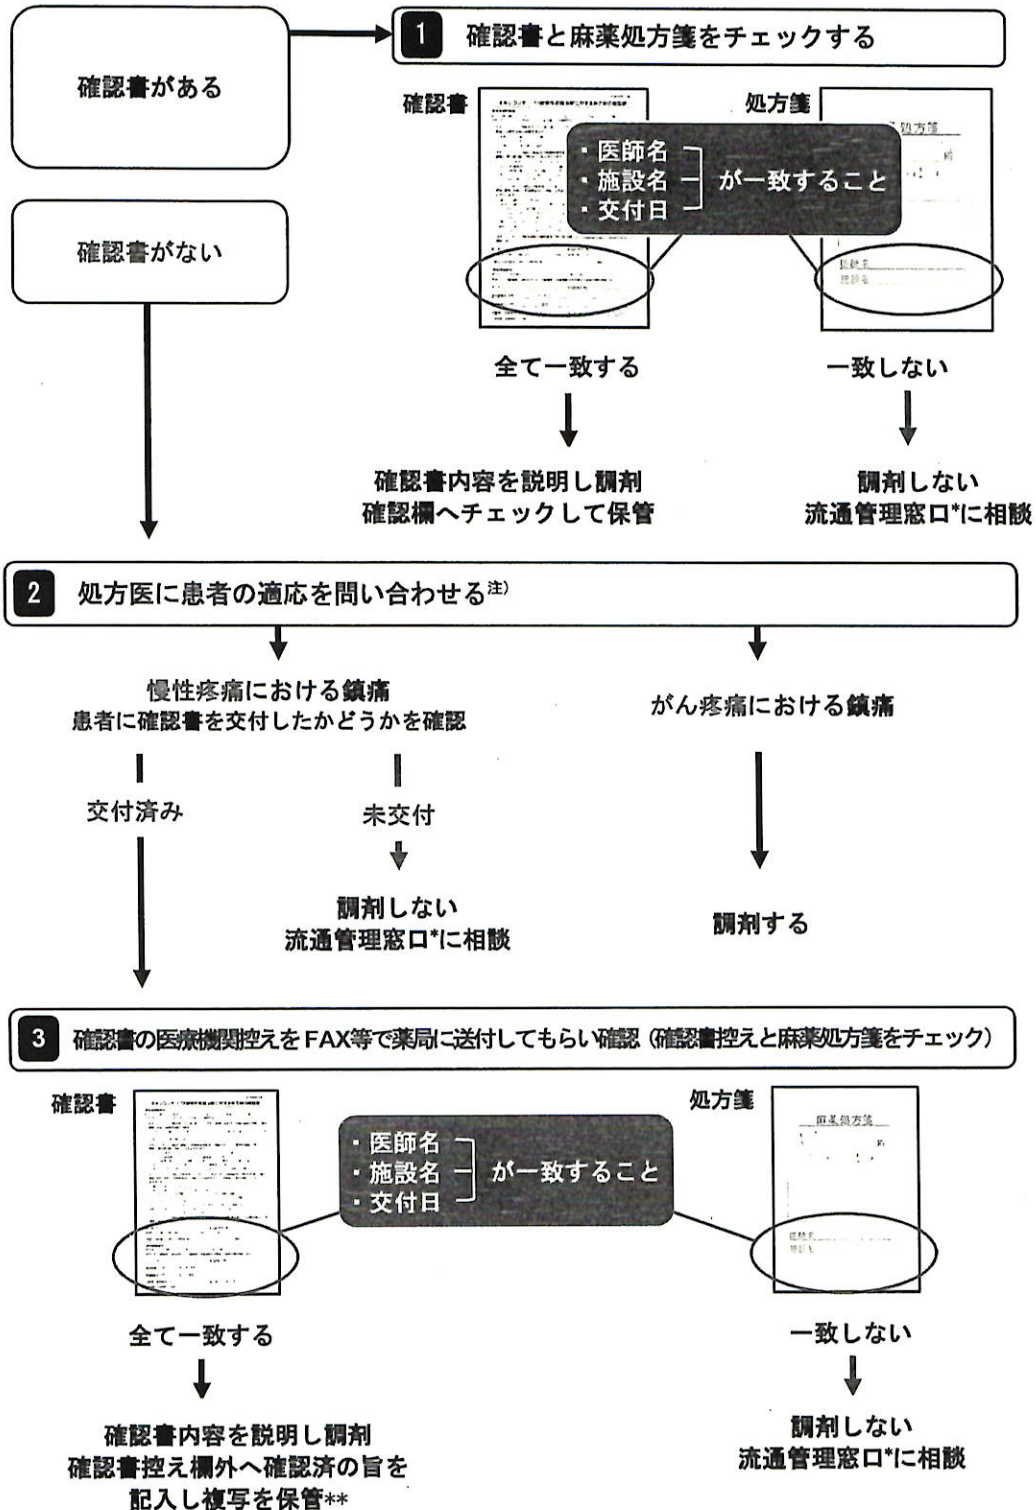 確認書がある
1 確認書と麻薬処方箋をチェックする
確認書
処方箋
処方箋
・医師名
・施設名
・交付日
が一致すること
医師名
施設名
確認書がない
全て一致する
一致しない
確認書内容を説明し調剤
確認欄へチェックして保管
調剤しない
流通管理窓口*に相談
2 処方医に患者の適応を問い合わせる注）
慢性疼痛における鎮痛
患者に確認書を交付したかどうかを確認
がん疼痛における鎮痛
交付済み
未交付
調剤しない
流通管理窓口*に相談
調剤する
3 確認書の医療機関控えをFAX等で薬局に送付してもらい確認（確認書控えと麻薬処方箋をチェック）
確認書
処方箋
麻薬処方箋
・医師名
・施設名
・交付日
が一致すること
医師名
施設名
全て一致する
一致しない
確認書内容を説明し調剤
確認書控え欄外へ確認済の旨を
記入し複写を保管**
調剤しない
流通管理窓口*に相談